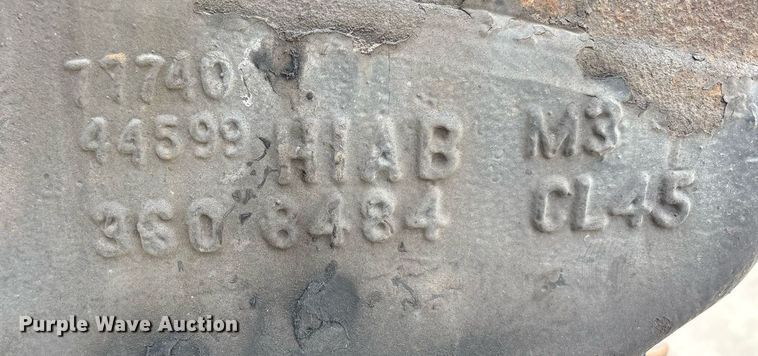 77740
44599 HIAB M3
360 8484 CL45
Purple Wave Auction